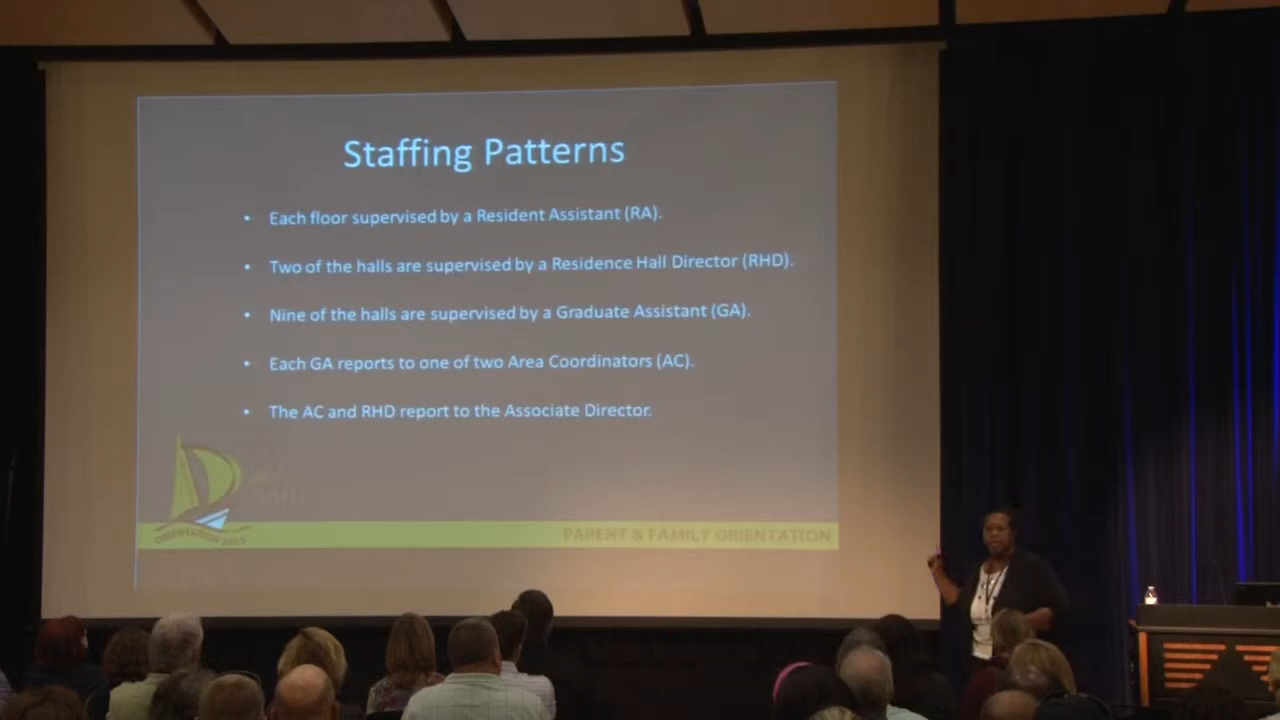 Staffing Patterns
• Each floor supervised by a Resident Assistant (RA).
• Two of the halls are supervised by a Residence Hall Director (RHD).
• Nine of the halls are supervised by a Graduate Assistant (GA).
• Each GA reports to one of two Area Coordinators (AC).
• The AC and RHD report to the Associate Director.
PARENT & FAMILY ORIENTATION